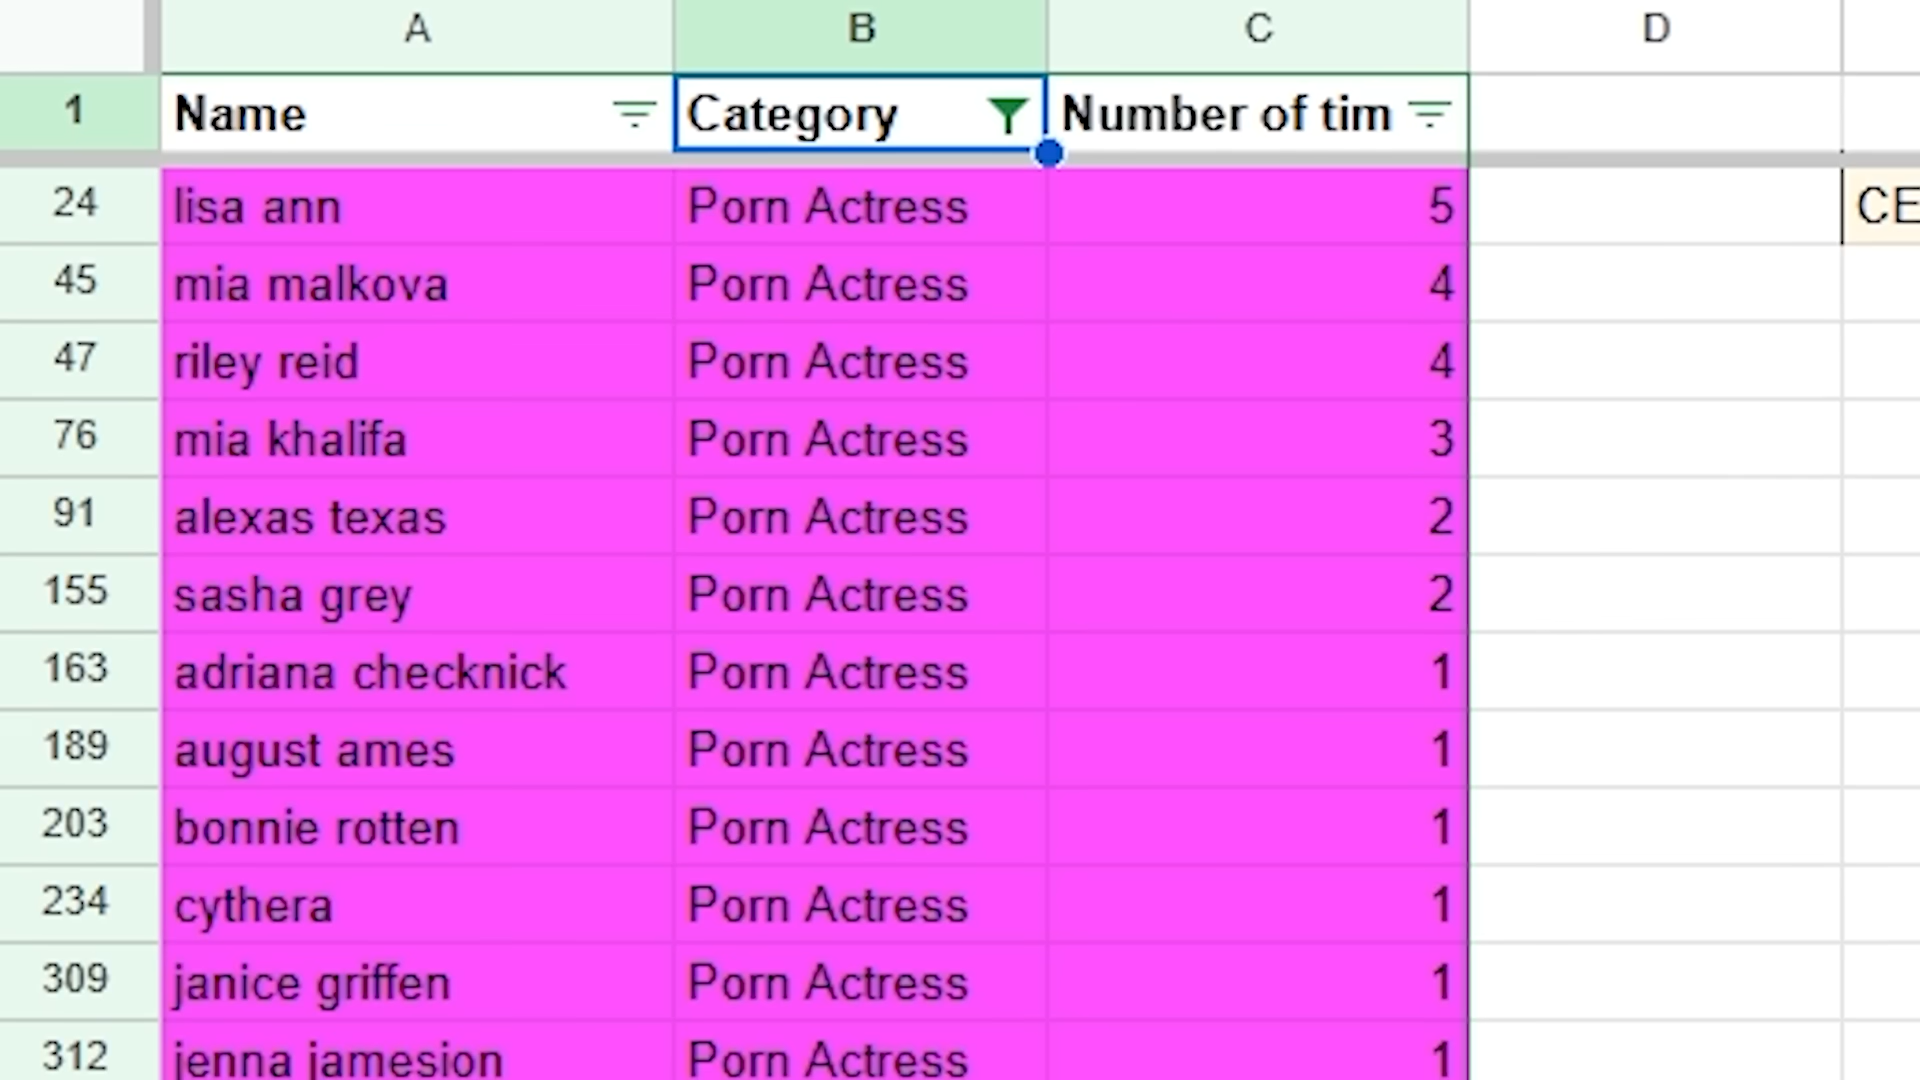 A B C D
1 Name Category Number of tim
24 lisa ann Porn Actress 5 CE
45 mia malkova Porn Actress 4
47 riley reid Porn Actress 4
76 mia khalifa Porn Actress 3
91 alexas texas Porn Actress 2
155 sasha grey Porn Actress 2
163 adriana checknick Porn Actress 1
189 august ames Porn Actress 1
203 bonnie rotten Porn Actress 1
234 cythera Porn Actress 1
309 janice griffen Porn Actress 1
312 jenna jamesion Porn Actress 1